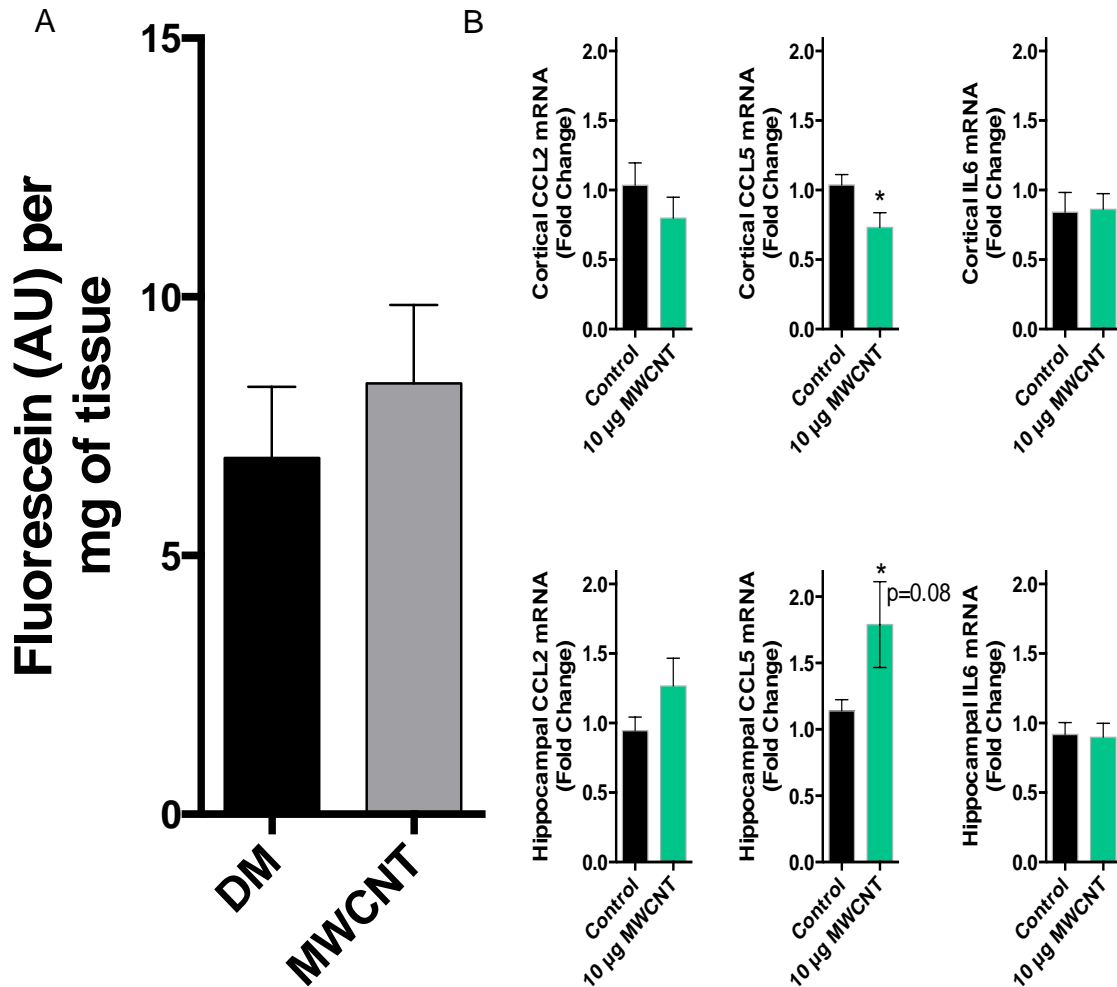 A
Fluorescein (AU) per
mg of tissue
15
10
5
0
DM
MWCNT
B
Cortical CCL2 mRNA
(Fold Change)
2.0
1.5
1.0
0.5
0.0
Control
10 µg MWCNT
Cortical CCL5 mRNA
(Fold Change)
2.0
1.5
1.0
0.5
0.0
*
Control
10 µg MWCNT
Cortical IL6 mRNA
(Fold Change)
2.0
1.5
1.0
0.5
0.0
Control
10 µg MWCNT
Hippocampal CCL2 mRNA
(Fold Change)
2.0
1.5
1.0
0.5
0.0
Control
10 µg MWCNT
Hippocampal CCL5 mRNA
(Fold Change)
2.0
1.5
1.0
0.5
0.0
*
p=0.08
Control
10 µg MWCNT
Hippocampal IL6 mRNA
(Fold Change)
2.0
1.5
1.0
0.5
0.0
Control
10 µg MWCNT